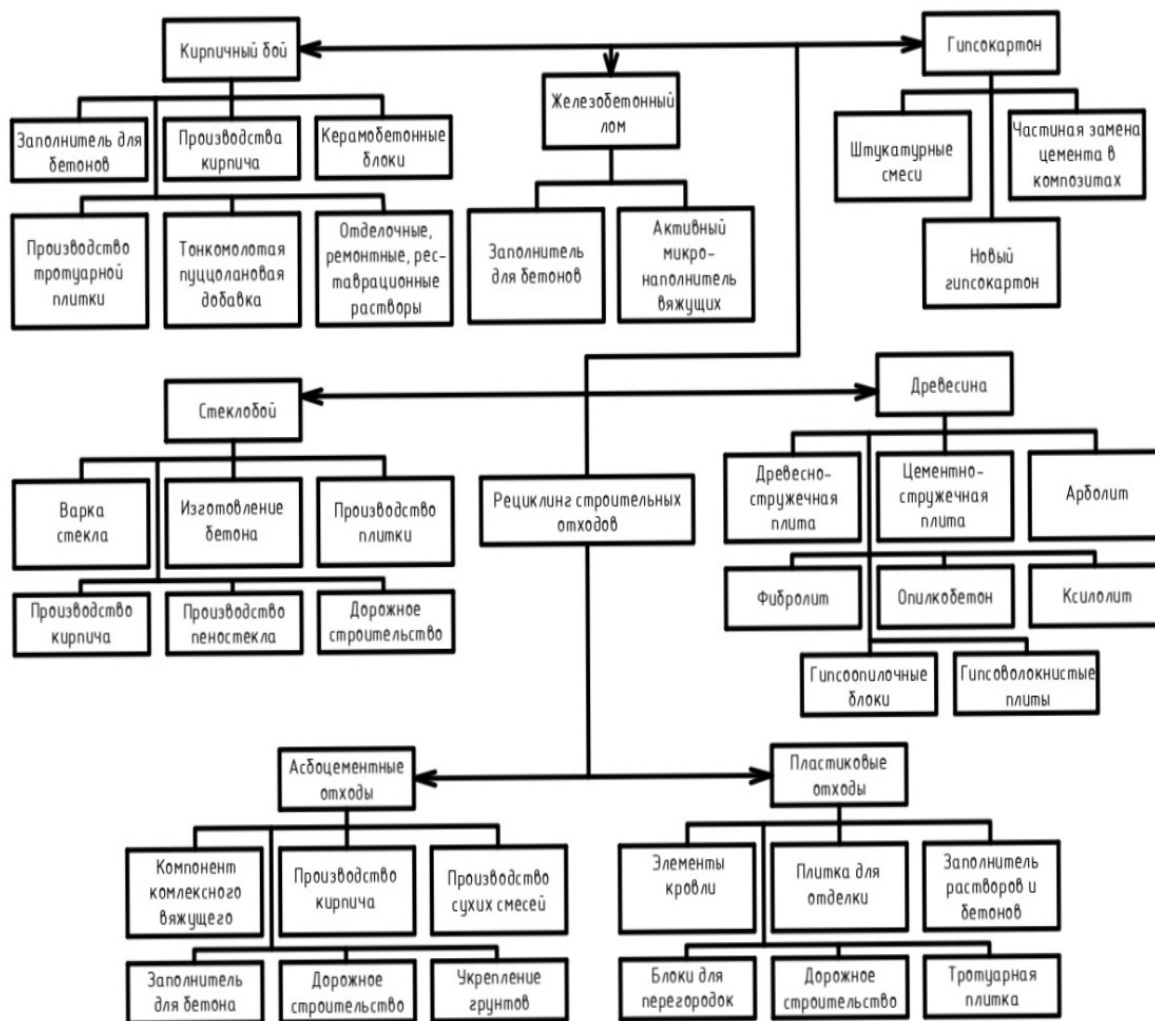 Кирпичный бой
Заполнитель для
бетонов
Производства
кирпича
Керамобетонные
блоки
Производство
тротуарной
плитки
Тонкомолотая
пуццолановая
добавка
Отделочные,
ремонтные, рес-
таврационные
растворы
Железобетонный
лом
Заполнитель
для бетонов
Активный
микро-
наполнитель
вяжущих
Гипсокартон
Штукатурные
смеси
Частиная замена
цемента в
композитах
Новый
гипсокартон
Стеклобой
Варка
стекла
Изготовление
бетона
Производство
плитки
Производство
кирпича
Производство
пеностекла
Дорожное
строительство
Рециклинг строительных
отходов
Древесина
Древесно-
стружечная
плита
Цементно-
стружечная
плита
Арболит
Фибролит
Опилкобетон
Ксилолит
Гипсоопилочные
блоки
Гипсоволокнистые
плиты
Асбоцементные
отходы
Компонент
комлексного
вяжущего
Производство
кирпича
Производство
сухих смесей
Заполнитель
для бетона
Дорожное
строительство
Укрепление
грунтов
Пластиковые
отходы
Элементы
кровли
Плитка для
отделки
Заполнитель
растворов и
бетонов
Блоки для
перегородок
Дорожное
строительство
Тротуарная
плитка